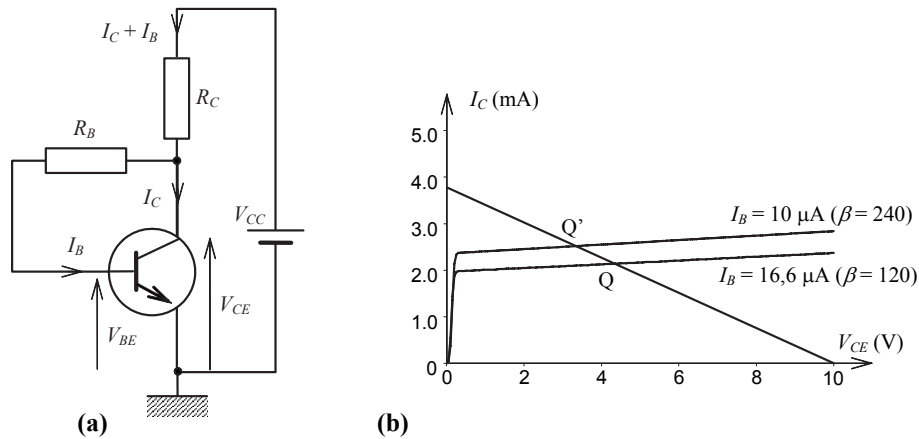 I_C + I_B
R_C
R_B
I_C
V_CC
I_B
V_CE
V_BE
(a)
I_C (mA)
5.0
4.0
3.0
2.0
1.0
0
0
2
4
6
8
10
Q'
Q
I_B = 10 μA (β = 240)
I_B = 16,6 μA (β = 120)
V_CE (V)
(b)